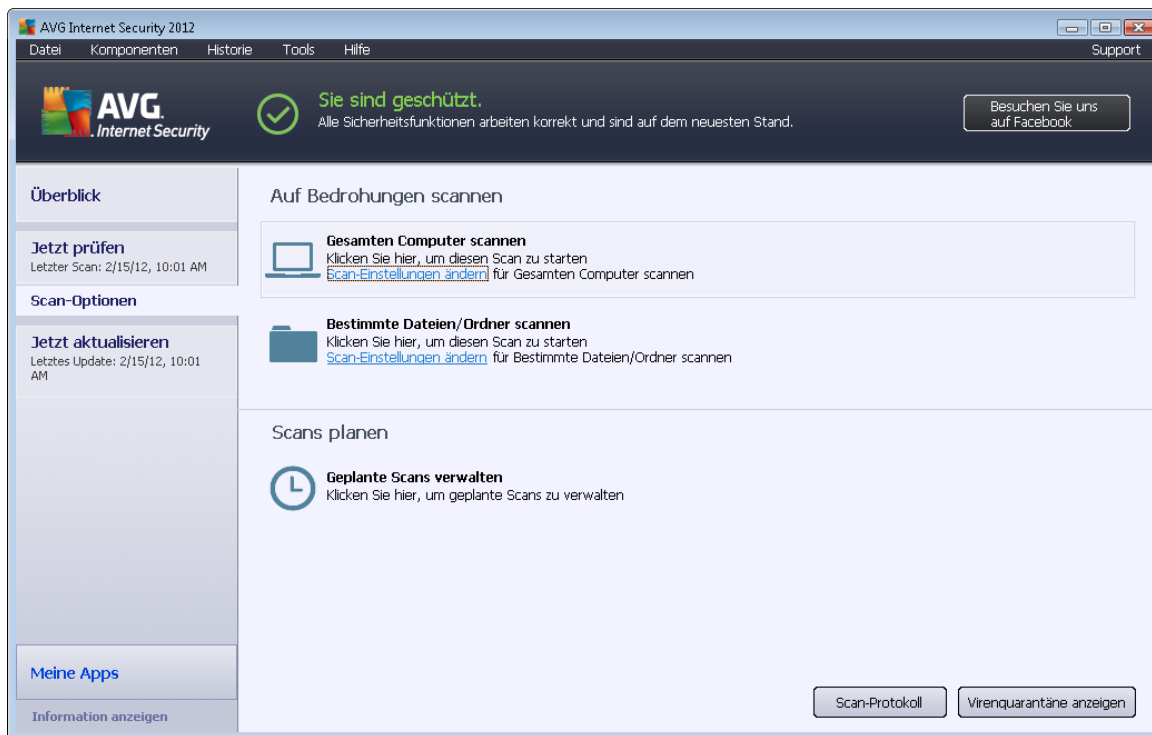 AVG Internet Security 2012
Datei Komponenten Historie Tools Hilfe Support
AVG.
Internet Security
Sie sind geschützt.
Alle Sicherheitsfunktionen arbeiten korrekt und sind auf dem neuesten Stand.
Besuchen Sie uns
auf Facebook
Überblick
Jetzt prüfen
Letzter Scan: 2/15/12, 10:01 AM
Scan-Optionen
Jetzt aktualisieren
Letztes Update: 2/15/12, 10:01
AM
Meine Apps
Information anzeigen
Auf Bedrohungen scannen
Gesamten Computer scannen
Klicken Sie hier, um diesen Scan zu starten
Scan-Einstellungen ändern für Gesamten Computer scannen
Bestimmte Dateien/Ordner scannen
Klicken Sie hier, um diesen Scan zu starten
Scan-Einstellungen ändern für Bestimmte Dateien/Ordner scannen
Scans planen
Geplante Scans verwalten
Klicken Sie hier, um geplante Scans zu verwalten
Scan-Protokoll
Virenquarantäne anzeigen